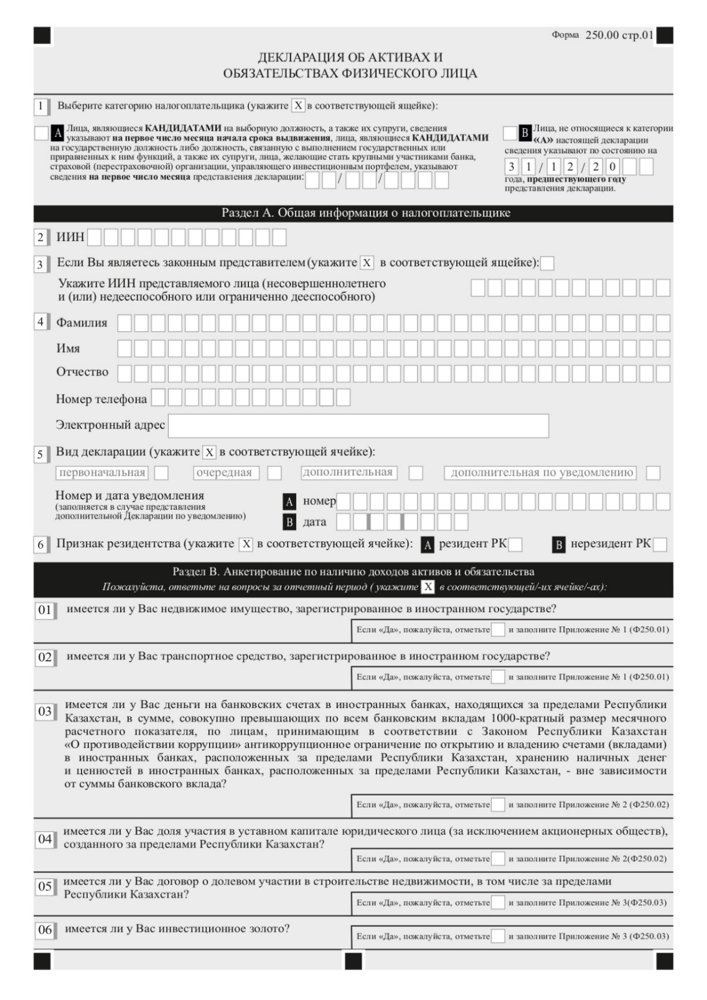 Форма 250.00 стр.01
ДЕКЛАРАЦИЯ ОБ АКТИВАХ И
ОБЯЗАТЕЛЬСТВАХ ФИЗИЧЕСКОГО ЛИЦА
1 Выберите категорию налогоплательщика (укажите X в соответствующей ящейке):
A Лица, являющиеся КАНДИДАТАМИ на выборную должность, а также их супруги, сведения
указывают на первое число месяца начала срока выдвижения, лица, являющиеся КАНДИДАТАМИ
на государственную должность либо должность, связанную с выполнением государственных или
приравненных к ним функций, а также их супруги, лица, желающие стать крупными участниками банка,
страховой (перестраховочной) организации, управляющего инвестиционным портфелем, указывают
сведения на первое число месяца представления декларации: / /
B Лица, не относящиеся к категории
«А» настоящей декларации
сведения указывают по состоянию на
31/12/20
года, предшествующего году
представления декларации.
Раздел А. Общая информация о налогоплательщике
2 ИИН
3 Если Вы являетесь законным представителем (укажите X в соответствующей ящейке):
Укажите ИИН представляемого лица (несовершеннолетнего
и (или) недееспособного или ограниченно дееспособного)
4 Фамилия
Имя
Отчество
Номер телефона
Электронный адрес
5 Вид декларации (укажите X в соответствующей ячейке):
первоначальная очередная дополнительная дополнительная по уведомлению
Номер и дата уведомления
(заполняется в случае представления
дополнительной Декларации по уведомлению)
A номер
B дата
6 Признак резидентства (укажите X в соответствующей ячейке): A резидент РК B нерезидент РК
Раздел В. Анкетирование по наличию доходов активов и обязательства
Пожалуйста, ответьте на вопросы за отчетный период ( укажите X в соответствующей/-их ячейке/-ах):
01 имеется ли у Вас недвижимое имущество, зарегистрированное в иностранном государстве?
Если «Да», пожалуйста, отметьте и заполните Приложение № 1 (Ф250.01)
02 имеется ли у Вас транспортное средство, зарегистрированное в иностранном государстве?
Если «Да», пожалуйста, отметьте и заполните Приложение № 1 (Ф250.01)
03 имеется ли у Вас деньги на банковских счетах в иностранных банках, находящихся за пределами Республики
Казахстан, в сумме, совокупно превышающих по всем банковским вкладам 1000-кратный размер месячного
расчетного показателя, по лицам, принимающим в соответствии с Законом Республики Казахстан
«О противодействии коррупции» антикоррупционное ограничение по открытию и владению счетами (вкладами)
в иностранных банках, расположенных за пределами Республики Казахстан, хранению наличных денег
и ценностей в иностранных банках, расположенных за пределами Республики Казахстан, - вне зависимости
от суммы банковского вклада?
Если «Да», пожалуйста, отметьте и заполните Приложение № 2 (Ф250.02)
04 имеется ли у Вас доля участия в уставном капитале юридического лица (за исключением акционерных обществ),
созданного за пределами Республики Казахстан?
Если «Да», пожалуйста, отметьте и заполните Приложение № 2(Ф250.02)
05 имеется ли у Вас договор о долевом участии в строительстве недвижимости, в том числе за пределами
Республики Казахстан?
Если «Да», пожалуйста, отметьте и заполните Приложение № 3(Ф250.03)
06 имеется ли у Вас инвестиционное золото?
Если «Да», пожалуйста, отметьте и заполните Приложение № 3 (Ф250.03)